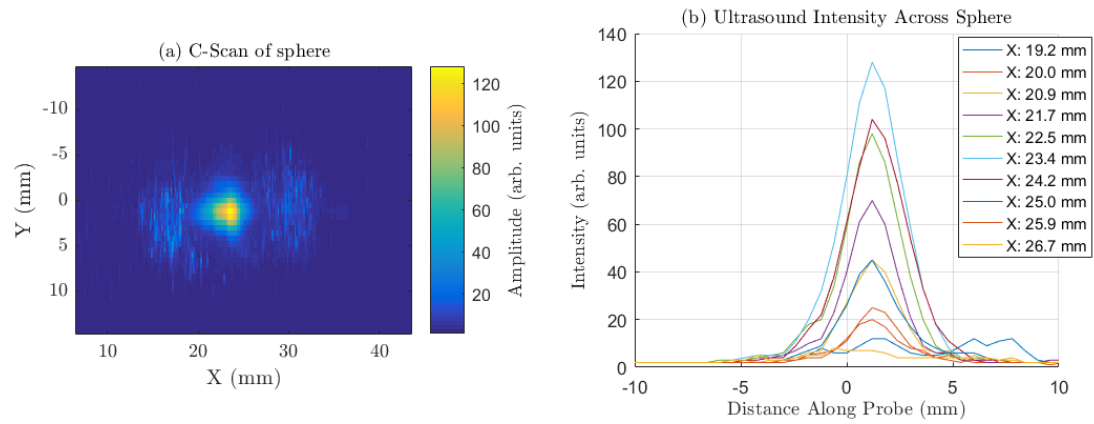 (a) C-Scan of sphere
-10
-5
0
5
10
Y (mm)
10
20
30
40
X (mm)
120
100
80
60
40
20
Amplitude (arb. units)
(b) Ultrasound Intensity Across Sphere
140
120
100
80
60
40
20
0
Intensity (arb. units)
-10
-5
0
5
10
Distance Along Probe (mm)
X: 19.2 mm
X: 20.0 mm
X: 20.9 mm
X: 21.7 mm
X: 22.5 mm
X: 23.4 mm
X: 24.2 mm
X: 25.0 mm
X: 25.9 mm
X: 26.7 mm